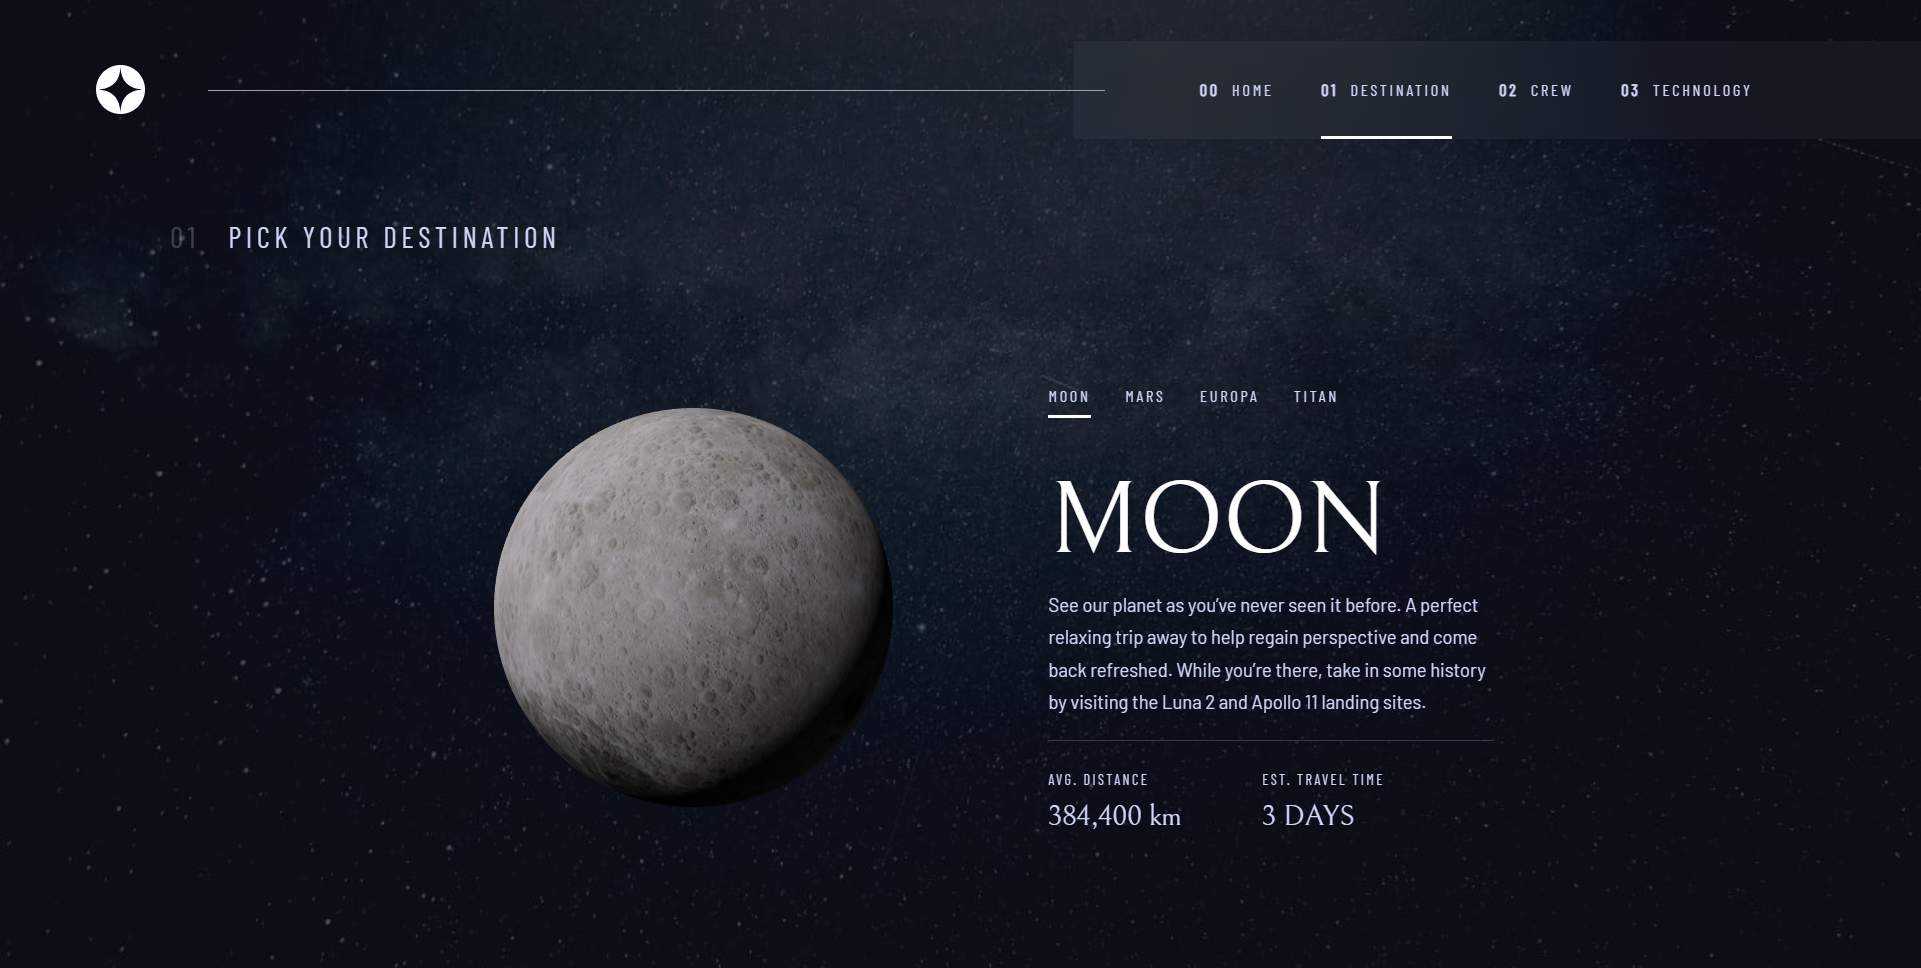 00 HOME 01 DESTINATION 02 CREW 03 TECHNOLOGY
01 PICK YOUR DESTINATION
MOON MARS EUROPA TITAN
MOON
See our planet as you’ve never seen it before. A perfect
relaxing trip away to help regain perspective and come
back refreshed. While you’re there, take in some history
by visiting the Luna 2 and Apollo 11 landing sites.
AVG. DISTANCE EST. TRAVEL TIME
384,400 km 3 DAYS